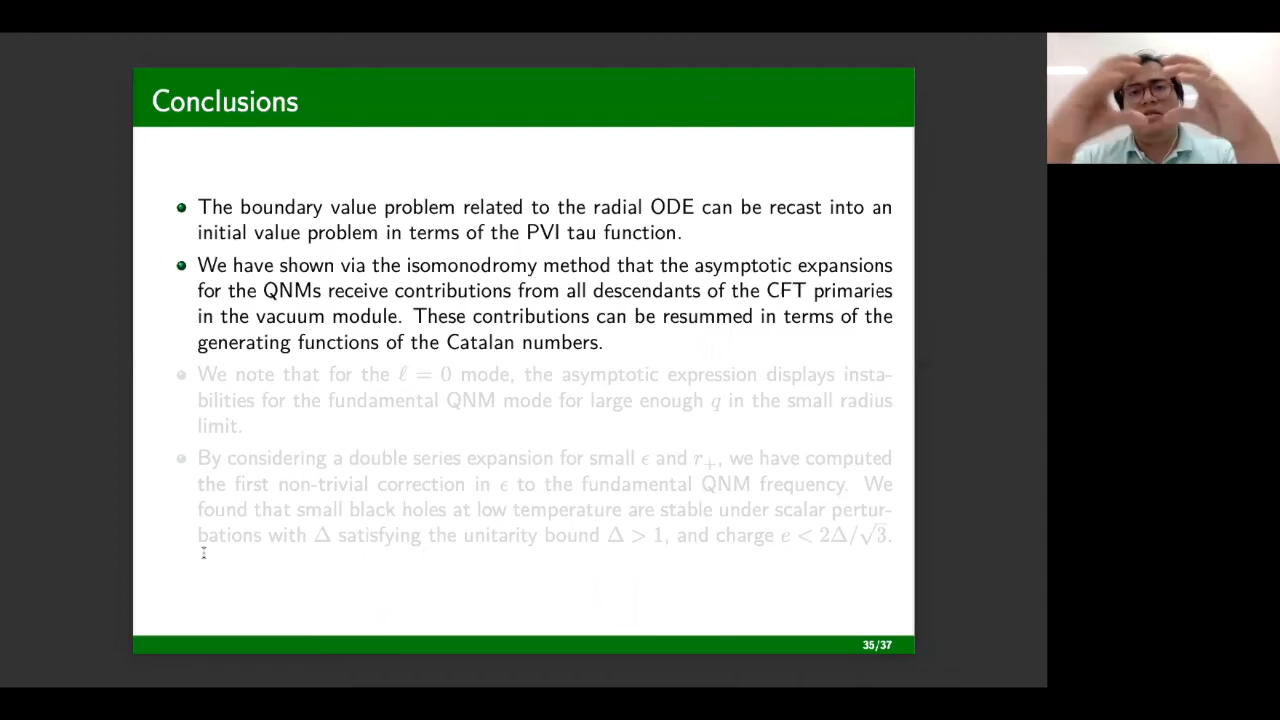 Conclusions
The boundary value problem related to the radial ODE can be recast into an
initial value problem in terms of the PVI tau function.
We have shown via the isomonodromy method that the asymptotic expansions
for the QNMs receive contributions from all descendants of the CFT primaries
in the vacuum module. These contributions can be resummed in terms of the
generating functions of the Catalan numbers.
We note that for the ℓ = 0 mode, the asymptotic expression displays insta-
bilities for the fundamental QNM mode for large enough q in the small radius
limit.
By considering a double series expansion for small ϵ and r₊, we have computed
the first non-trivial correction in ϵ to the fundamental QNM frequency. We
found that small black holes at low temperature are stable under scalar pertur-
bations with Δ satisfying the unitarity bound Δ > 1, and charge e < 2Δ/√3.
35/37